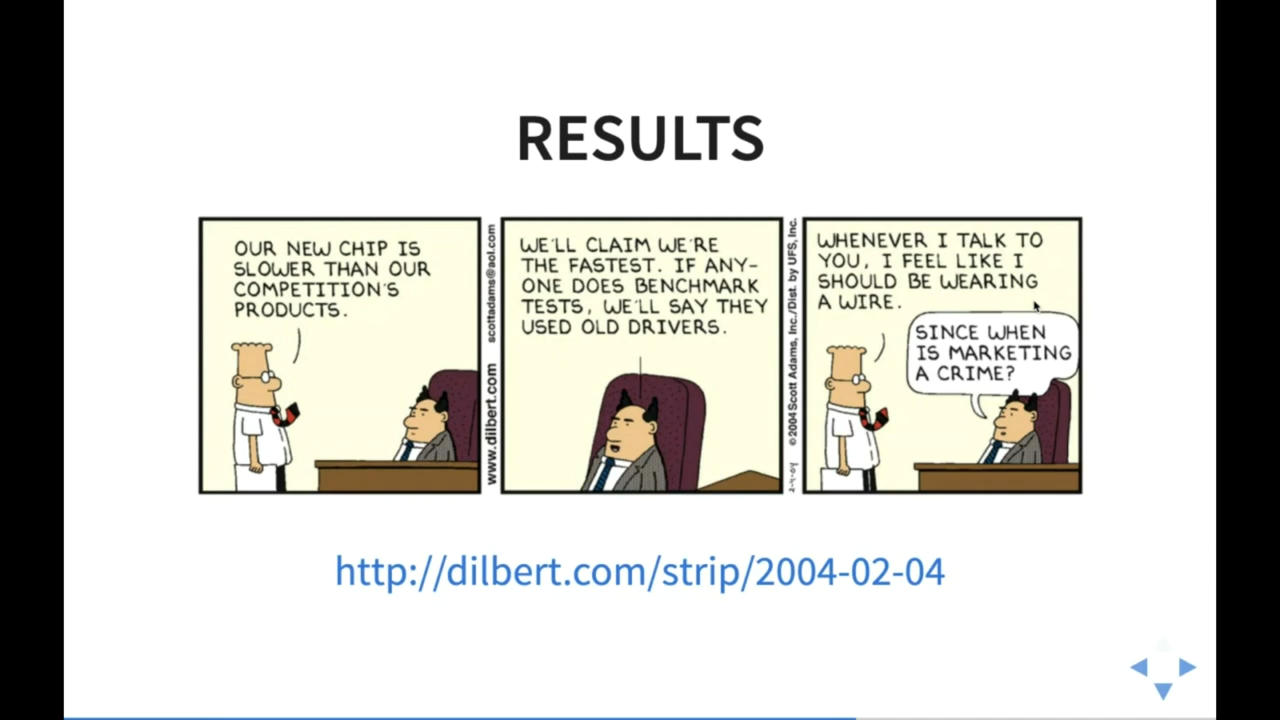 RESULTS
OUR NEW CHIP IS
SLOWER THAN OUR
COMPETITION'S
PRODUCTS.
www.dilbert.com scottadams@aol.com
WE'LL CLAIM WE'RE
THE FASTEST. IF ANY-
ONE DOES BENCHMARK
TESTS, WE'LL SAY THEY
USED OLD DRIVERS.
2-4-04 ©2004 Scott Adams, Inc./Dist. by UFS, Inc.
WHENEVER I TALK TO
YOU, I FEEL LIKE I
SHOULD BE WEARING
A WIRE.
SINCE WHEN
IS MARKETING
A CRIME?
http://dilbert.com/strip/2004-02-04